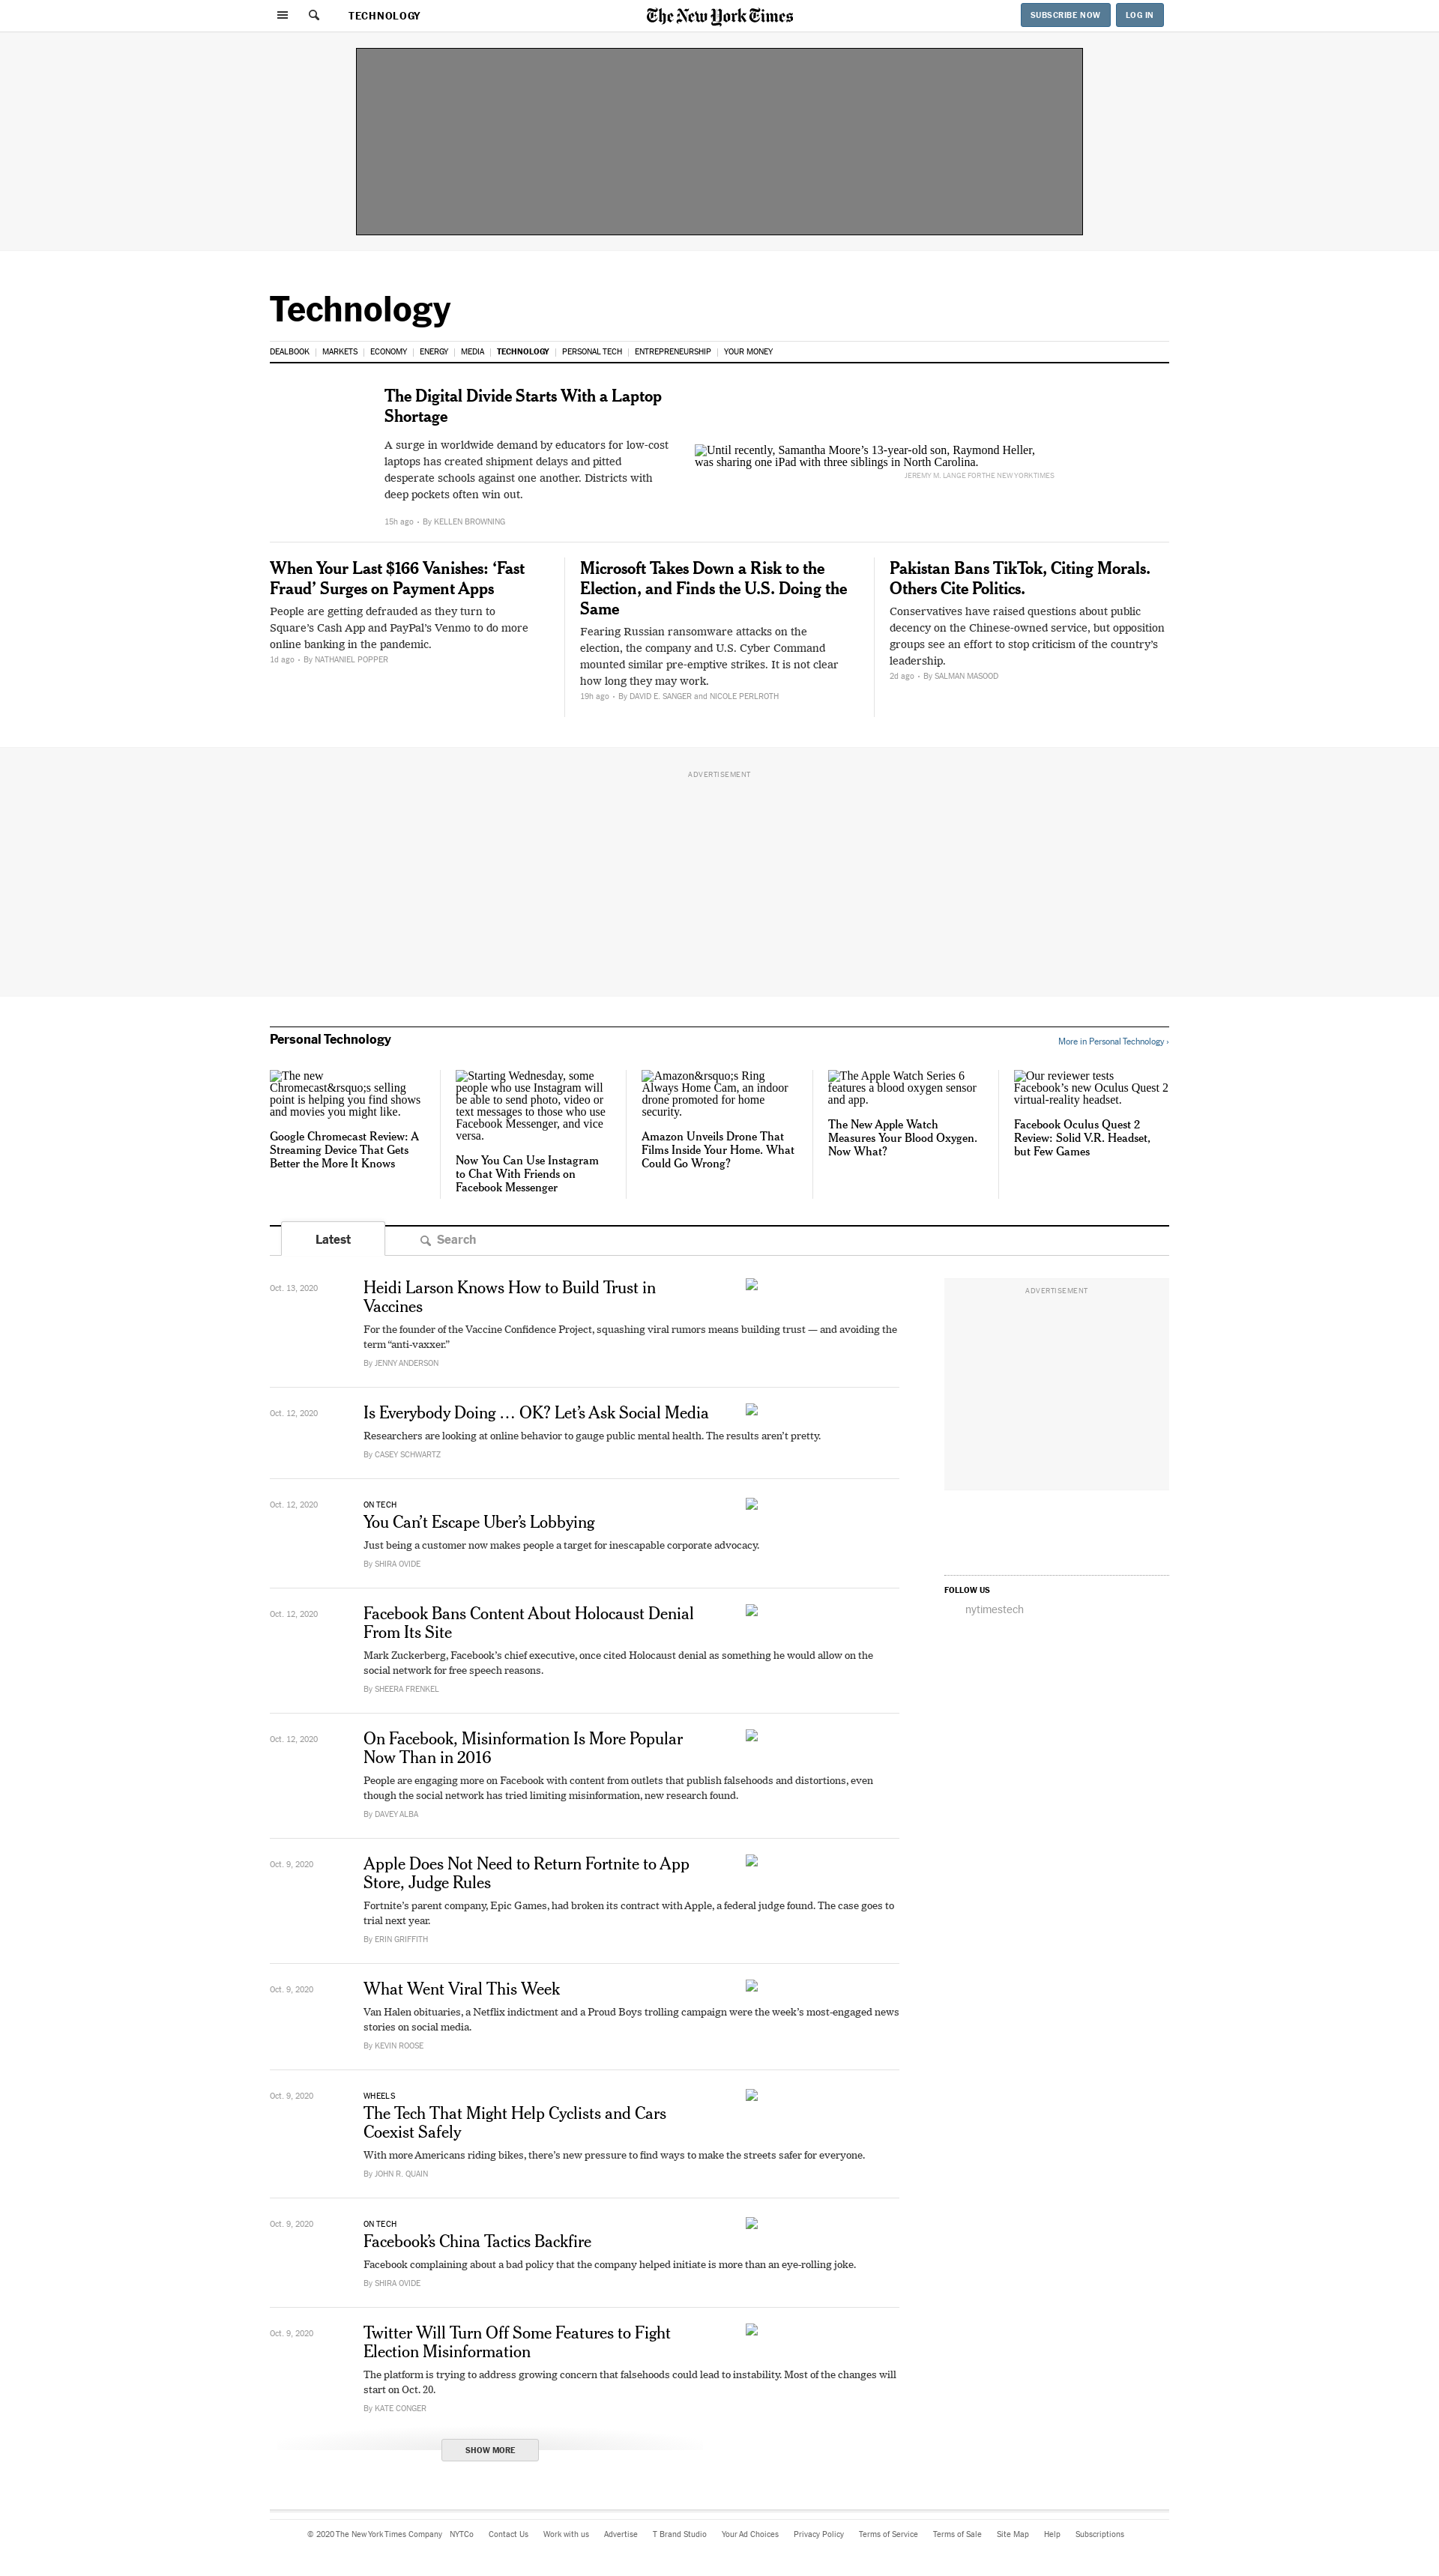 TECHNOLOGY
The New York Times
SUBSCRIBE NOW
LOG IN
Technology
DEALBOOK
MARKETS
ECONOMY
ENERGY
MEDIA
TECHNOLOGY
PERSONAL TECH
ENTREPRENEURSHIP
YOUR MONEY
The Digital Divide Starts With a Laptop
Shortage
A surge in worldwide demand by educators for low-cost
laptops has created shipment delays and pitted
desperate schools against one another. Districts with
deep pockets often win out.
15h ago • By KELLEN BROWNING
Until recently, Samantha Moore’s 13-year-old son, Raymond Heller,
was sharing one iPad with three siblings in North Carolina.
JEREMY M. LANGE FOR THE NEW YORK TIMES
When Your Last $166 Vanishes: ‘Fast
Fraud’ Surges on Payment Apps
People are getting defrauded as they turn to
Square’s Cash App and PayPal’s Venmo to do more
online banking in the pandemic.
1d ago • By NATHANIEL POPPER
Microsoft Takes Down a Risk to the
Election, and Finds the U.S. Doing the
Same
Fearing Russian ransomware attacks on the
election, the company and U.S. Cyber Command
mounted similar pre-emptive strikes. It is not clear
how long they may work.
19h ago • By DAVID E. SANGER and NICOLE PERLROTH
Pakistan Bans TikTok, Citing Morals.
Others Cite Politics.
Conservatives have raised questions about public
decency on the Chinese-owned service, but opposition
groups see an effort to stop criticism of the country’s
leadership.
2d ago • By SALMAN MASOOD
ADVERTISEMENT
Personal Technology
More in Personal Technology ›
The new
Chromecast&rsquo;s selling
point is helping you find shows
and movies you might like.
Google Chromecast Review: A
Streaming Device That Gets
Better the More It Knows
Starting Wednesday, some
people who use Instagram will
be able to send photo, video or
text messages to those who use
Facebook Messenger, and vice
versa.
Now You Can Use Instagram
to Chat With Friends on
Facebook Messenger
Amazon&rsquo;s Ring
Always Home Cam, an indoor
drone promoted for home
security.
Amazon Unveils Drone That
Films Inside Your Home. What
Could Go Wrong?
The Apple Watch Series 6
features a blood oxygen sensor
and app.
The New Apple Watch
Measures Your Blood Oxygen.
Now What?
Our reviewer tests
Facebook’s new Oculus Quest 2
virtual-reality headset.
Facebook Oculus Quest 2
Review: Solid V.R. Headset,
but Few Games
Latest
Search
Oct. 13, 2020
Heidi Larson Knows How to Build Trust in
Vaccines
For the founder of the Vaccine Confidence Project, squashing viral rumors means building trust — and avoiding the
term “anti-vaxxer.”
By JENNY ANDERSON
ADVERTISEMENT
Oct. 12, 2020
Is Everybody Doing … OK? Let’s Ask Social Media
Researchers are looking at online behavior to gauge public mental health. The results aren’t pretty.
By CASEY SCHWARTZ
Oct. 12, 2020
ON TECH
You Can’t Escape Uber’s Lobbying
Just being a customer now makes people a target for inescapable corporate advocacy.
By SHIRA OVIDE
FOLLOW US
nytimestech
Oct. 12, 2020
Facebook Bans Content About Holocaust Denial
From Its Site
Mark Zuckerberg, Facebook’s chief executive, once cited Holocaust denial as something he would allow on the
social network for free speech reasons.
By SHEERA FRENKEL
Oct. 12, 2020
On Facebook, Misinformation Is More Popular
Now Than in 2016
People are engaging more on Facebook with content from outlets that publish falsehoods and distortions, even
though the social network has tried limiting misinformation, new research found.
By DAVEY ALBA
Oct. 9, 2020
Apple Does Not Need to Return Fortnite to App
Store, Judge Rules
Fortnite’s parent company, Epic Games, had broken its contract with Apple, a federal judge found. The case goes to
trial next year.
By ERIN GRIFFITH
Oct. 9, 2020
What Went Viral This Week
Van Halen obituaries, a Netflix indictment and a Proud Boys trolling campaign were the week’s most-engaged news
stories on social media.
By KEVIN ROOSE
Oct. 9, 2020
WHEELS
The Tech That Might Help Cyclists and Cars
Coexist Safely
With more Americans riding bikes, there’s new pressure to find ways to make the streets safer for everyone.
By JOHN R. QUAIN
Oct. 9, 2020
ON TECH
Facebook’s China Tactics Backfire
Facebook complaining about a bad policy that the company helped initiate is more than an eye-rolling joke.
By SHIRA OVIDE
Oct. 9, 2020
Twitter Will Turn Off Some Features to Fight
Election Misinformation
The platform is trying to address growing concern that falsehoods could lead to instability. Most of the changes will
start on Oct. 20.
By KATE CONGER
SHOW MORE
© 2020 The New York Times Company
NYTCo
Contact Us
Work with us
Advertise
T Brand Studio
Your Ad Choices
Privacy Policy
Terms of Service
Terms of Sale
Site Map
Help
Subscriptions